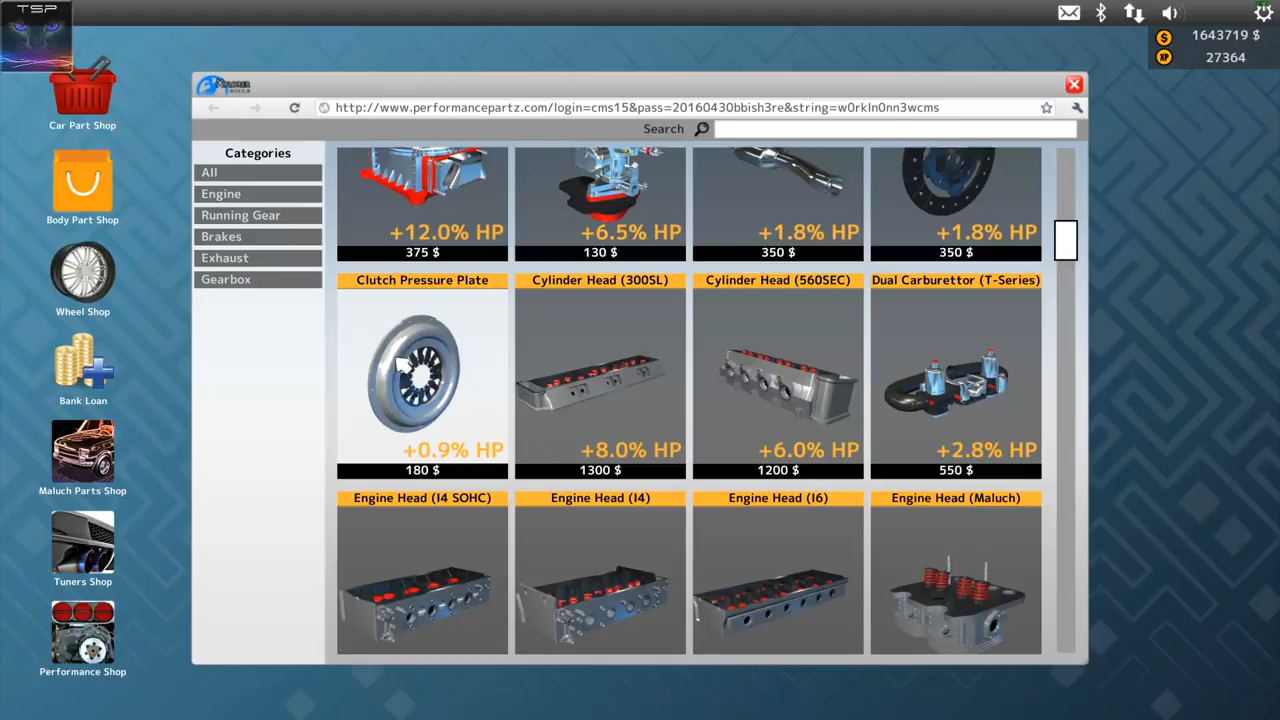 TSP
1643719 $
27364
XPLORER
http://www.performancepartz.com/login=cms15&pass=20160430bbish3re&string=w0rkIn0nn3wcms
Search
Categories
All
Engine
Running Gear
Brakes
Exhaust
Gearbox
Car Part Shop
Body Part Shop
Wheel Shop
Bank Loan
Maluch Parts Shop
Tuners Shop
Performance Shop
+12.0% HP
375 $
+6.5% HP
130 $
+1.8% HP
350 $
+1.8% HP
350 $
Clutch Pressure Plate
+0.9% HP
180 $
Cylinder Head (300SL)
+8.0% HP
1300 $
Cylinder Head (560SEC)
+6.0% HP
1200 $
Dual Carburettor (T-Series)
+2.8% HP
550 $
Engine Head (I4 SOHC)
Engine Head (I4)
Engine Head (I6)
Engine Head (Maluch)